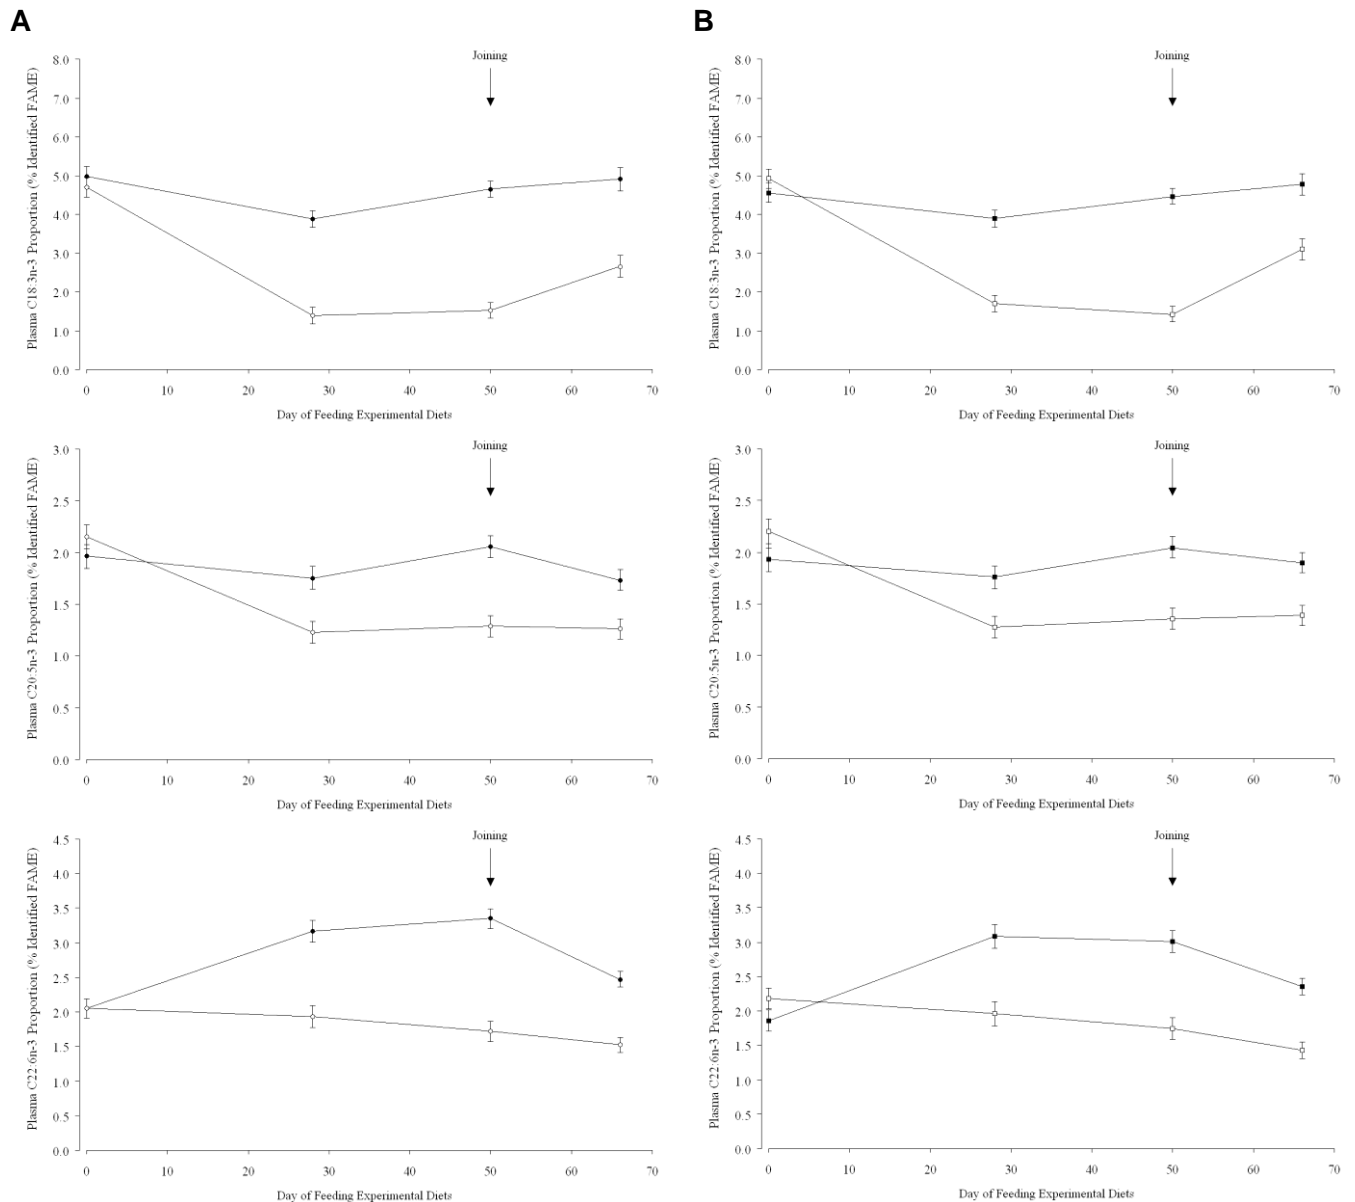 A
B
Joining
Plasma C18:3n-3 Proportion (% Identified FAME)
8.0
7.0
6.0
5.0
4.0
3.0
2.0
1.0
0.0
0 10 20 30 40 50 60 70
Day of Feeding Experimental Diets
Joining
Plasma C18:3n-3 Proportion (% Identified FAME)
8.0
7.0
6.0
5.0
4.0
3.0
2.0
1.0
0.0
0 10 20 30 40 50 60 70
Day of Feeding Experimental Diets
Joining
Plasma C20:5n-3 Proportion (% Identified FAME)
3.0
2.5
2.0
1.5
1.0
0.5
0.0
0 10 20 30 40 50 60 70
Day of Feeding Experimental Diets
Joining
Plasma C20:5n-3 Proportion (% Identified FAME)
3.0
2.5
2.0
1.5
1.0
0.5
0.0
0 10 20 30 40 50 60 70
Day of Feeding Experimental Diets
Joining
Plasma C22:6n-3 Proportion (% Identified FAME)
4.5
4.0
3.5
3.0
2.5
2.0
1.5
1.0
0.5
0.0
0 10 20 30 40 50 60 70
Day of Feeding Experimental Diets
Joining
Plasma C22:6n-3 Proportion (% Identified FAME)
4.5
4.0
3.5
3.0
2.5
2.0
1.5
1.0
0.5
0.0
0 10 20 30 40 50 60 70
Day of Feeding Experimental Diets